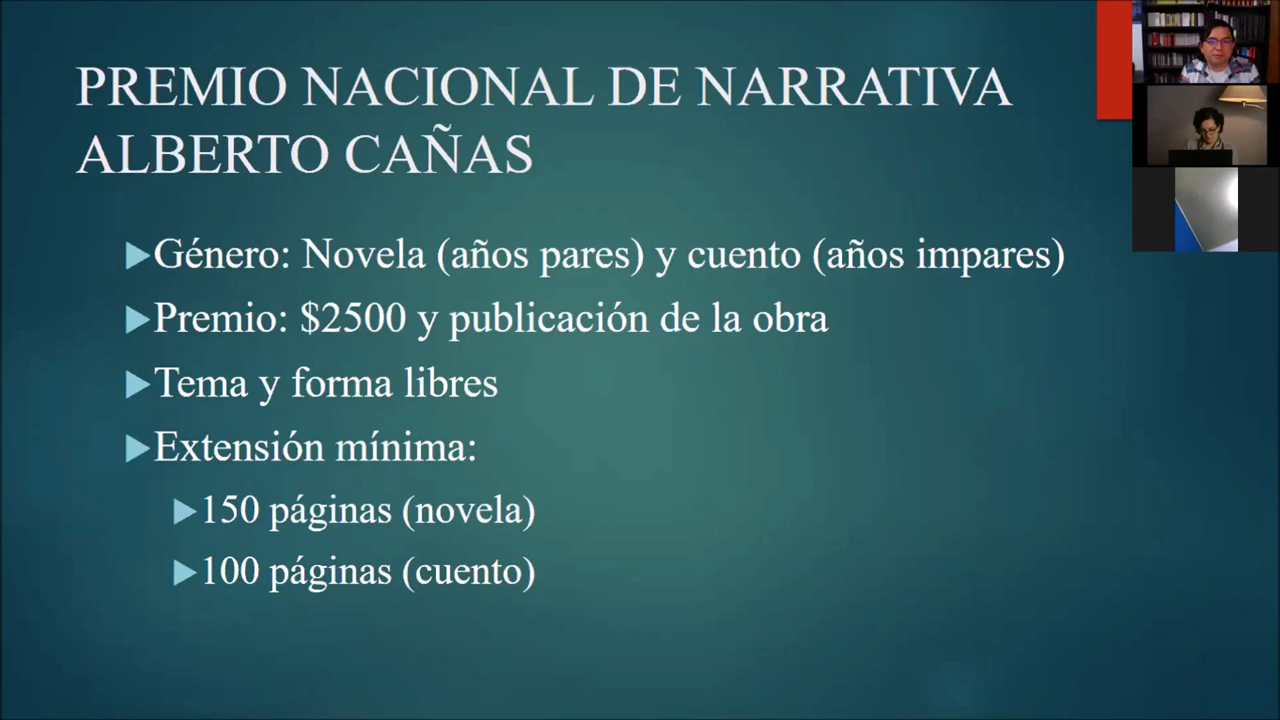 PREMIO NACIONAL DE NARRATIVA
ALBERTO CAÑAS
Género: Novela (años pares) y cuento (años impares)
Premio: $2500 y publicación de la obra
Tema y forma libres
Extensión mínima:
150 páginas (novela)
100 páginas (cuento)